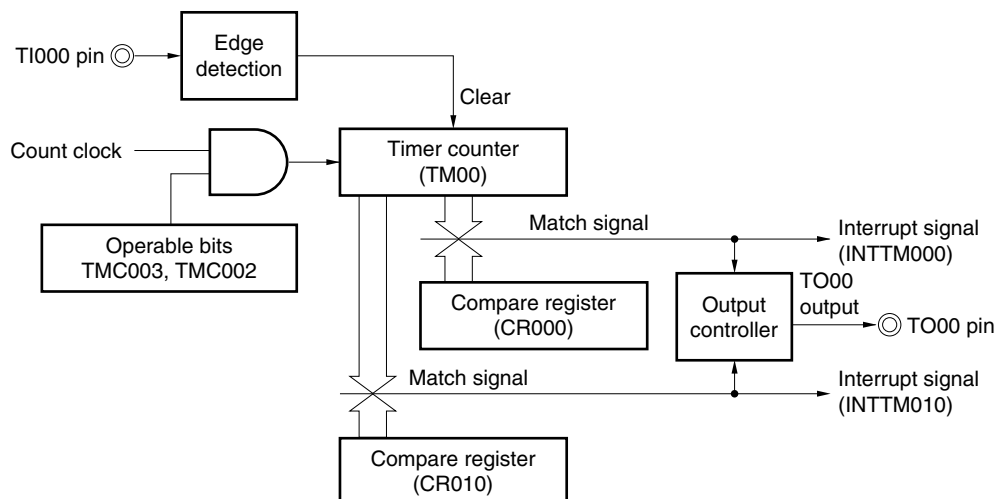 TI000 pin
Edge
detection
Clear
Count clock
Timer counter
(TM00)
Operable bits
TMC003, TMC002
Match signal
Interrupt signal
(INTTM000)
Compare register
(CR000)
Output
controller
TO00
output
TO00 pin
Match signal
Interrupt signal
(INTTM010)
Compare register
(CR010)